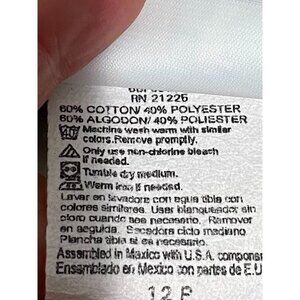 RN 21225
60% COTTON/ 40% POLYESTER
60% ALGODON/ 40% POLIESTER
Machine wash warm with similar
colors. Remove promptly.
Only use non-chlorine bleach
if needed.
Tumble dry medium.
Warm iron if needed.
Lavar en lavadora con agua tibia con
colores similares. Usar blanqueador sin
cloro cuando sea necesario. Remover
en seguida. Secadora ciclo mediano.
Plancha tibia si es necesario.
Assembled in Mexico with U.S.A.
Ensamblado en Mexico con partes de E.U